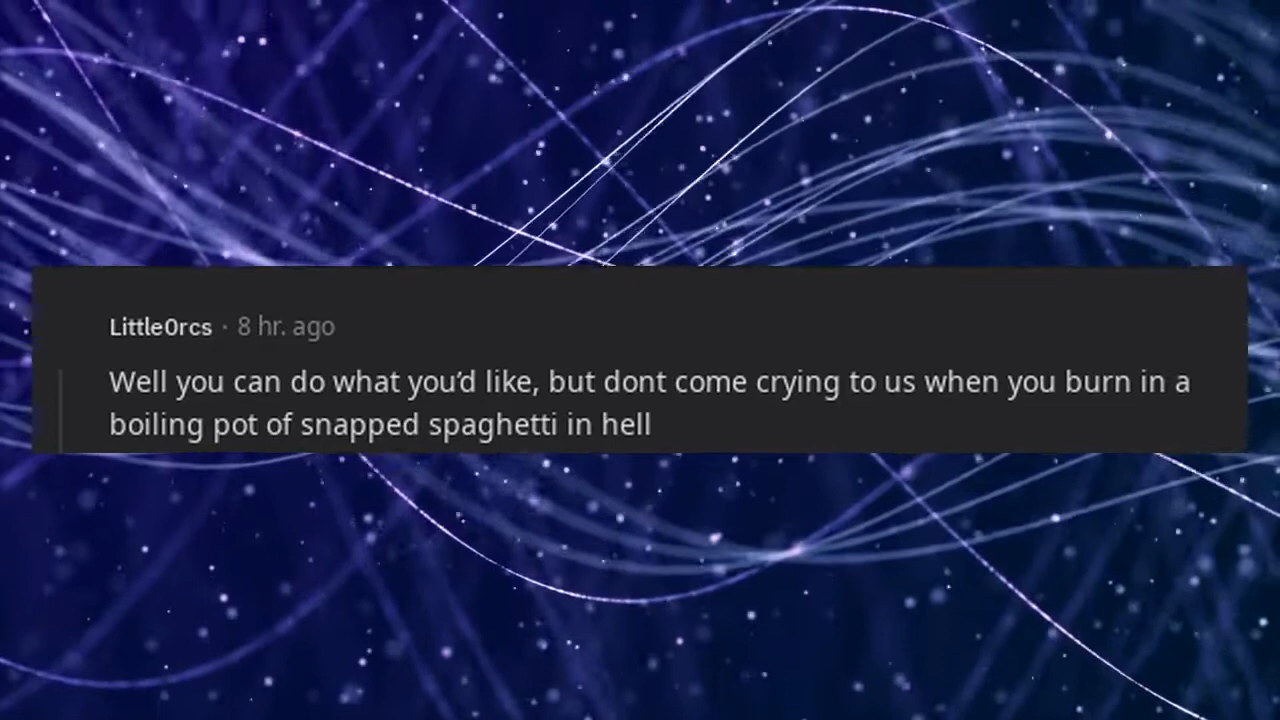 LittleOrcs · 8 hr. ago
Well you can do what you’d like, but dont come crying to us when you burn in a
boiling pot of snapped spaghetti in hell